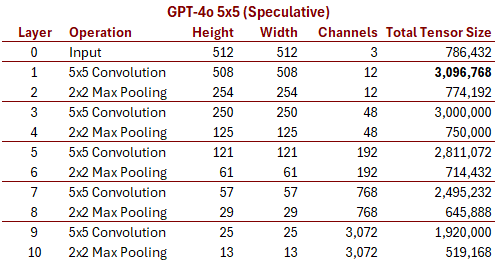 GPT-4o 5x5 (Speculative)
Layer Operation Height Width Channels Total Tensor Size
0 Input 512 512 3 786,432
1 5x5 Convolution 508 508 12 3,096,768
2 2x2 Max Pooling 254 254 12 774,192
3 5x5 Convolution 250 250 48 3,000,000
4 2x2 Max Pooling 125 125 48 750,000
5 5x5 Convolution 121 121 192 2,811,072
6 2x2 Max Pooling 61 61 192 714,432
7 5x5 Convolution 57 57 768 2,495,232
8 2x2 Max Pooling 29 29 768 645,888
9 5x5 Convolution 25 25 3,072 1,920,000
10 2x2 Max Pooling 13 13 3,072 519,168